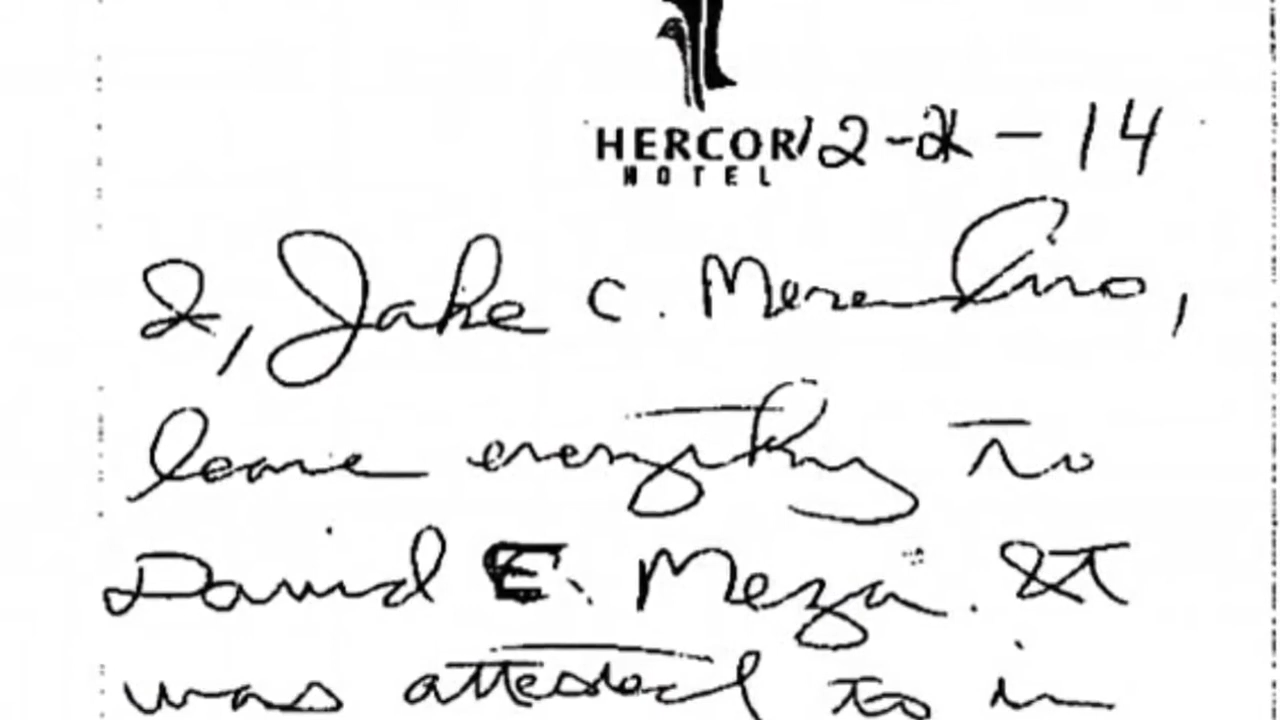 HERCOR 12-21-14
HOTEL
I, Jake C. Merendino,
leave everything to
David E. Meza. It
was attested to in